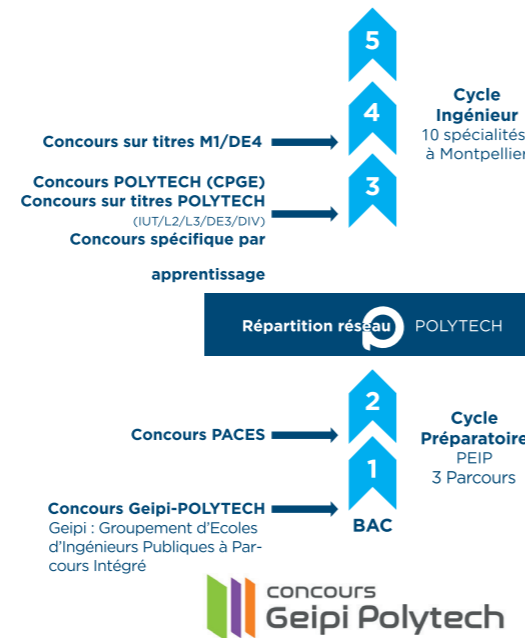 5
Cycle
Ingénieur
10 spécialités
à Montpellier
4
Concours sur titres M1/DE4
3
Concours POLYTECH (CPGE)
Concours sur titres POLYTECH
(IUT/L2/L3/DE3/DIV)
Concours spécifique par
apprentissage
Répartition réseau POLYTECH
2
Concours PACES
Cycle
Préparatoire
PEIP
3 Parcours
1
Concours Geipi-POLYTECH
Geipi : Groupement d'Ecoles
d'Ingénieurs Publiques à Par-
cours Intégré
BAC
concours
Geipi Polytech